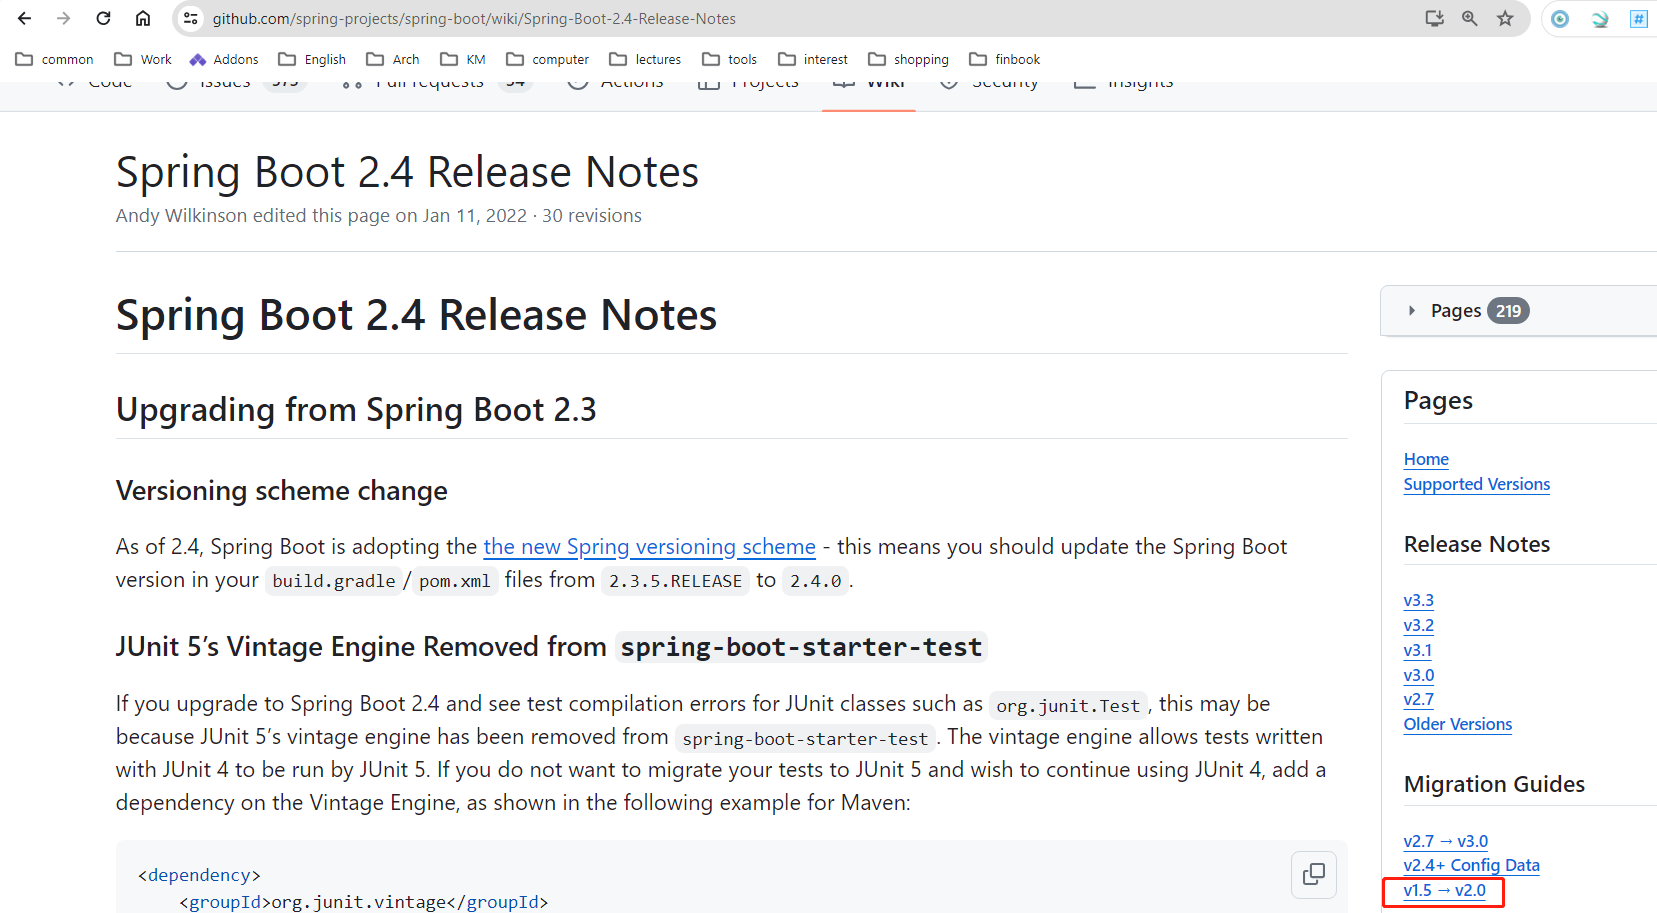 github.com/spring-projects/spring-boot/wiki/Spring-Boot-2.4-Release-Notes
common Work Addons English Arch KM computer lectures tools interest shopping finbook
Code Issues 573 Pull requests 34 Actions Projects Wiki Security Insights
Spring Boot 2.4 Release Notes
Andy Wilkinson edited this page on Jan 11, 2022 · 30 revisions
Spring Boot 2.4 Release Notes
Upgrading from Spring Boot 2.3
Versioning scheme change
As of 2.4, Spring Boot is adopting the the new Spring versioning scheme - this means you should update the Spring Boot
version in your build.gradle/pom.xml files from 2.3.5.RELEASE to 2.4.0.
JUnit 5’s Vintage Engine Removed from spring-boot-starter-test
If you upgrade to Spring Boot 2.4 and see test compilation errors for JUnit classes such as org.junit.Test, this may be
because JUnit 5’s vintage engine has been removed from spring-boot-starter-test. The vintage engine allows tests written
with JUnit 4 to be run by JUnit 5. If you do not want to migrate your tests to JUnit 5 and wish to continue using JUnit 4, add a
dependency on the Vintage Engine, as shown in the following example for Maven:
<dependency>
<groupId>org.junit.vintage</groupId>
Pages 219
Pages
Home
Supported Versions
Release Notes
v3.3
v3.2
v3.1
v3.0
v2.7
Older Versions
Migration Guides
v2.7 → v3.0
v2.4+ Config Data
v1.5 → v2.0